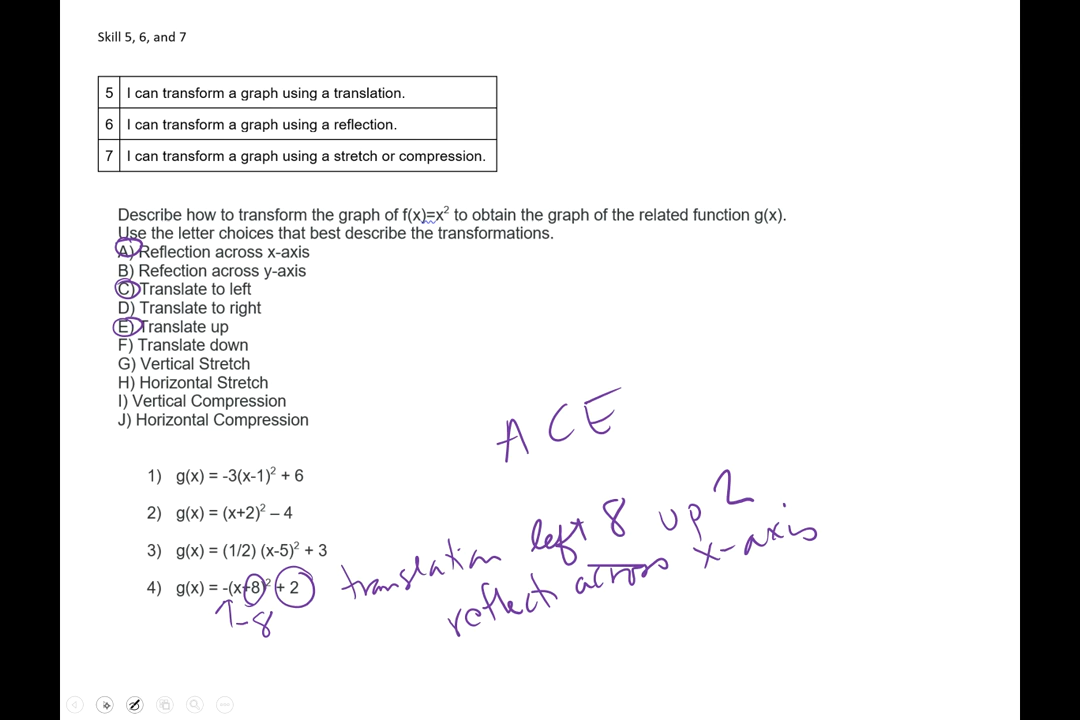 Skill 5, 6, and 7
5 I can transform a graph using a translation.
6 I can transform a graph using a reflection.
7 I can transform a graph using a stretch or compression.
Describe how to transform the graph of f(x)=x² to obtain the graph of the related function g(x).
Use the letter choices that best describe the transformations.
A) Reflection across x-axis
B) Refection across y-axis
C) Translate to left
D) Translate to right
E) Translate up
F) Translate down
G) Vertical Stretch
H) Horizontal Stretch
I) Vertical Compression
J) Horizontal Compression
A C E
1) g(x) = -3(x-1)² + 6
2) g(x) = (x+2)² – 4
3) g(x) = (1/2) (x-5)² + 3
4) g(x) = -(x+8)² + 2
translation left 8 up 2
reflect across x-axis
-8